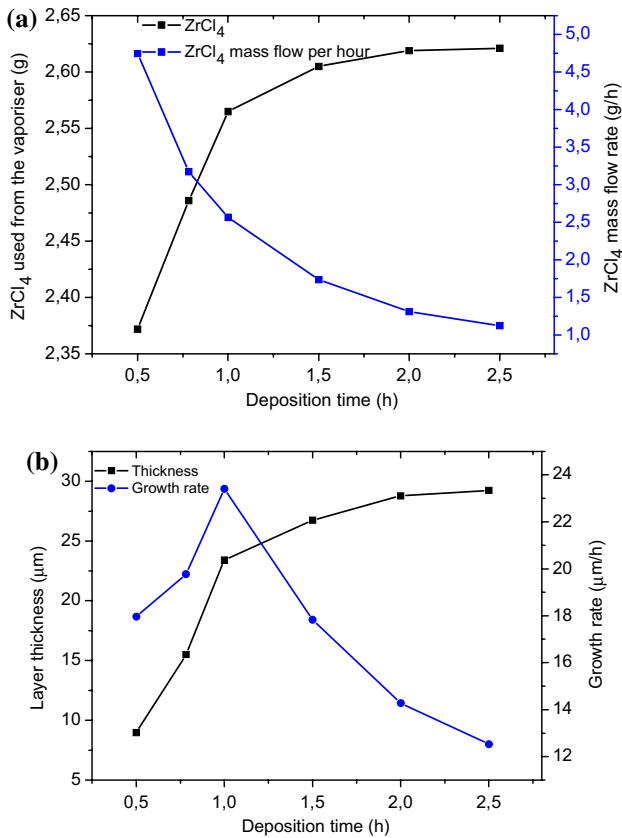 (a)
ZrCl4
ZrCl4 mass flow per hour
ZrCl4 used from the vaporiser (g)
2,65
2,60
2,55
2,50
2,45
2,40
2,35
ZrCl4 mass flow rate (g/h)
5,0
4,5
4,0
3,5
3,0
2,5
2,0
1,5
1,0
0,5 1,0 1,5 2,0 2,5
Deposition time (h)
(b)
Thickness
Growth rate
Layer thickness (μm)
30
25
20
15
10
5
Growth rate (μm/h)
24
22
20
18
16
14
12
0,5 1,0 1,5 2,0 2,5
Deposition time (h)